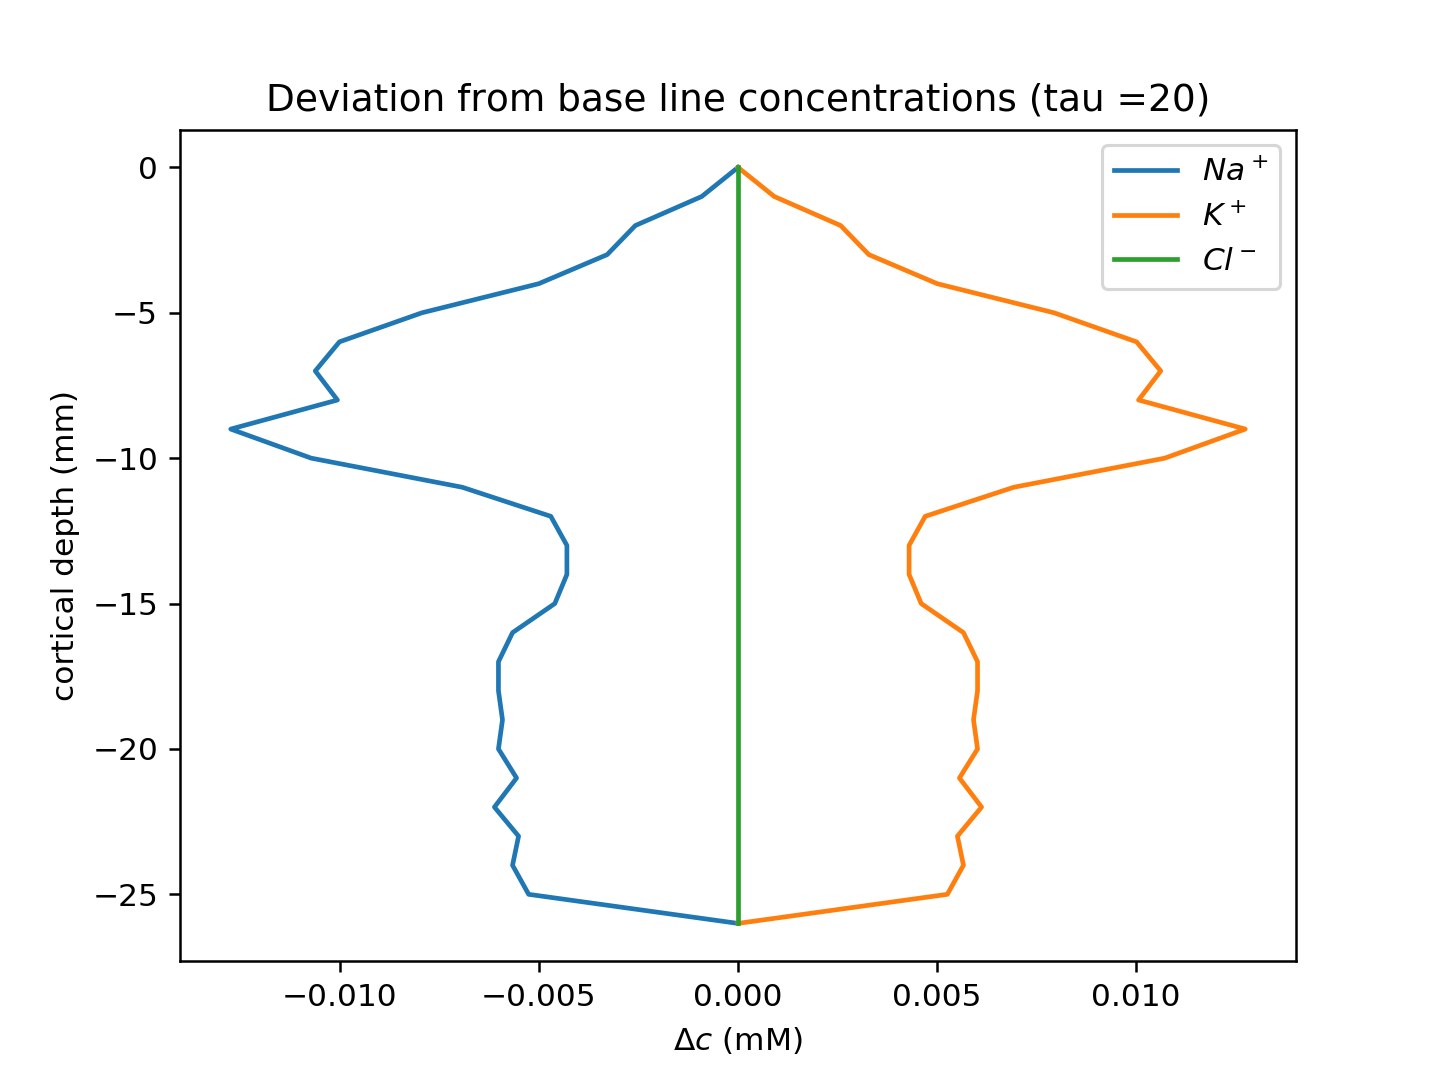 Deviation from base line concentrations (tau =20)
Na⁺
K⁺
Cl⁻
0
−5
−10
−15
−20
−25
cortical depth (mm)
−0.010
−0.005
0.000
0.005
0.010
Δc (mM)